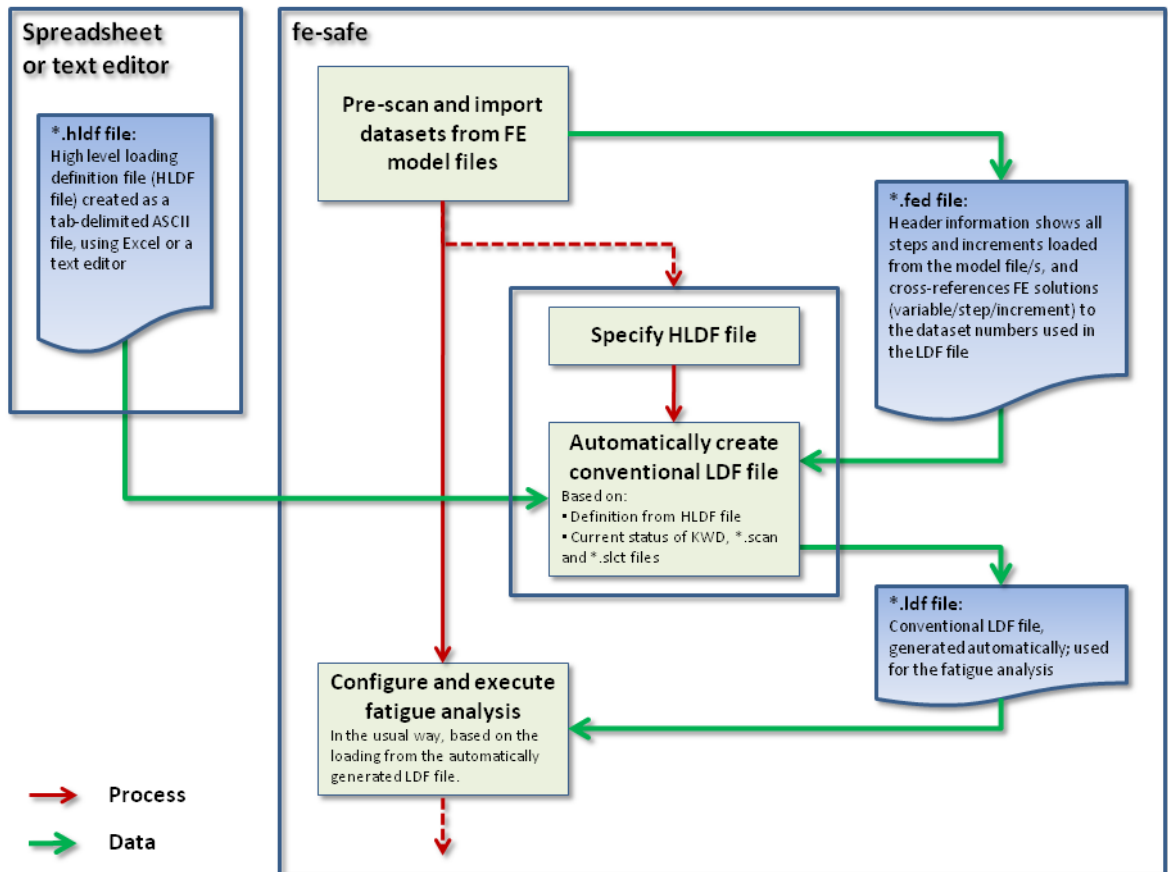 Spreadsheet
or text editor
*.hldf file:
High level loading
definition file (HLDF
file) created as a
tab-delimited ASCII
file, using Excel or a
text editor
fe-safe
Pre-scan and import
datasets from FE
model files
*.fed file:
Header information shows all
steps and increments loaded
from the model file/s, and
cross-references FE solutions
(variable/step/increment) to
the dataset numbers used in
the LDF file
Specify HLDF file
Automatically create
conventional LDF file
Based on:
▪ Definition from HLDF file
▪ Current status of KWD, *.scan
and *.slct files
*.ldf file:
Conventional LDF file,
generated automatically; used
for the fatigue analysis
Configure and execute
fatigue analysis
In the usual way, based on the
loading from the automatically
generated LDF file.
Process
Data